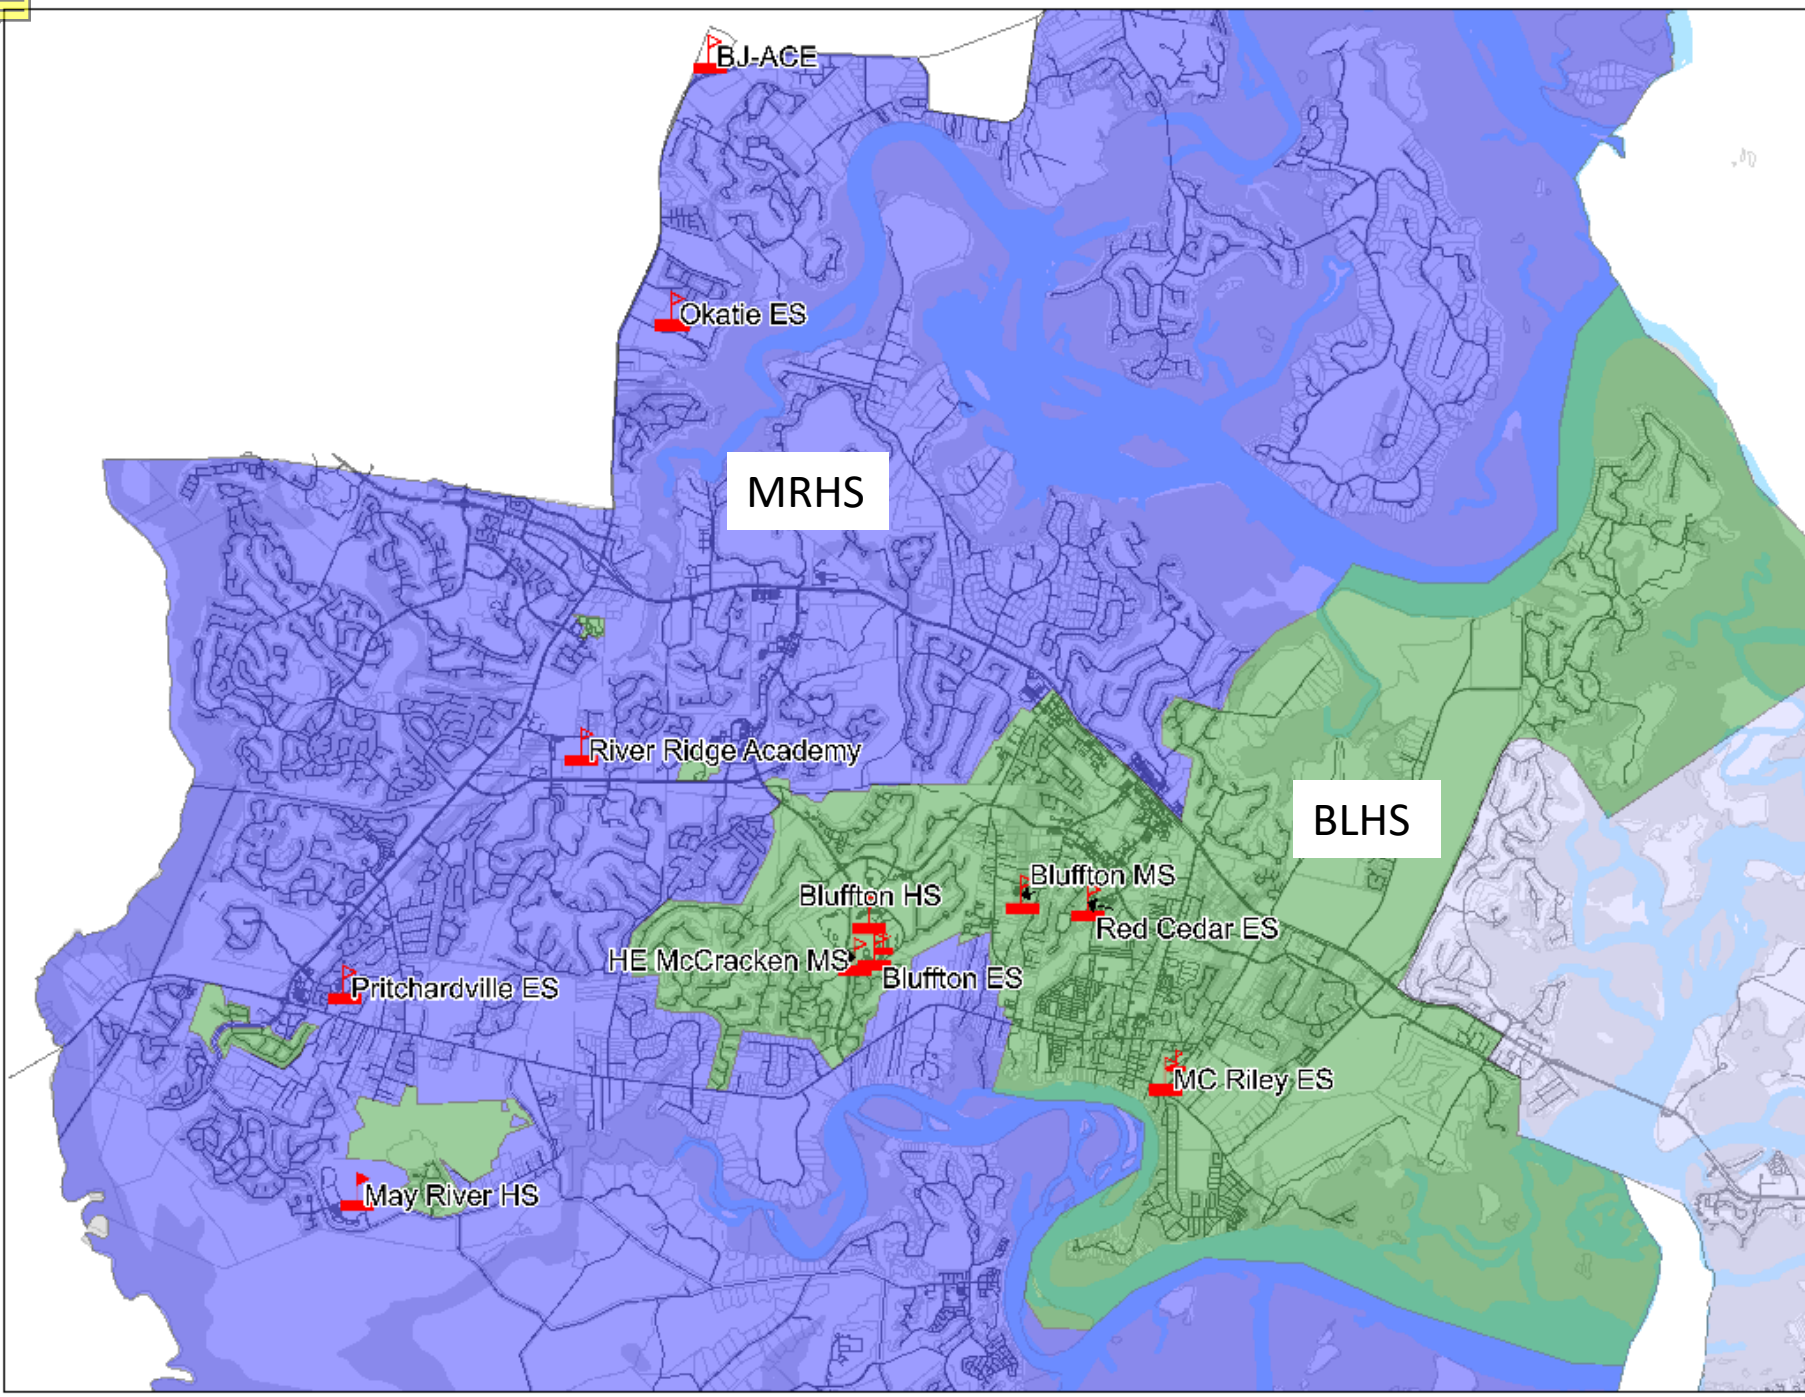 BJ-ACE
Okatie ES
MRHS
River Ridge Academy
BLHS
Bluffton MS
Bluffton HS
Red Cedar ES
HE McCracken MS
Bluffton ES
Pritchardville ES
MC Riley ES
May River HS